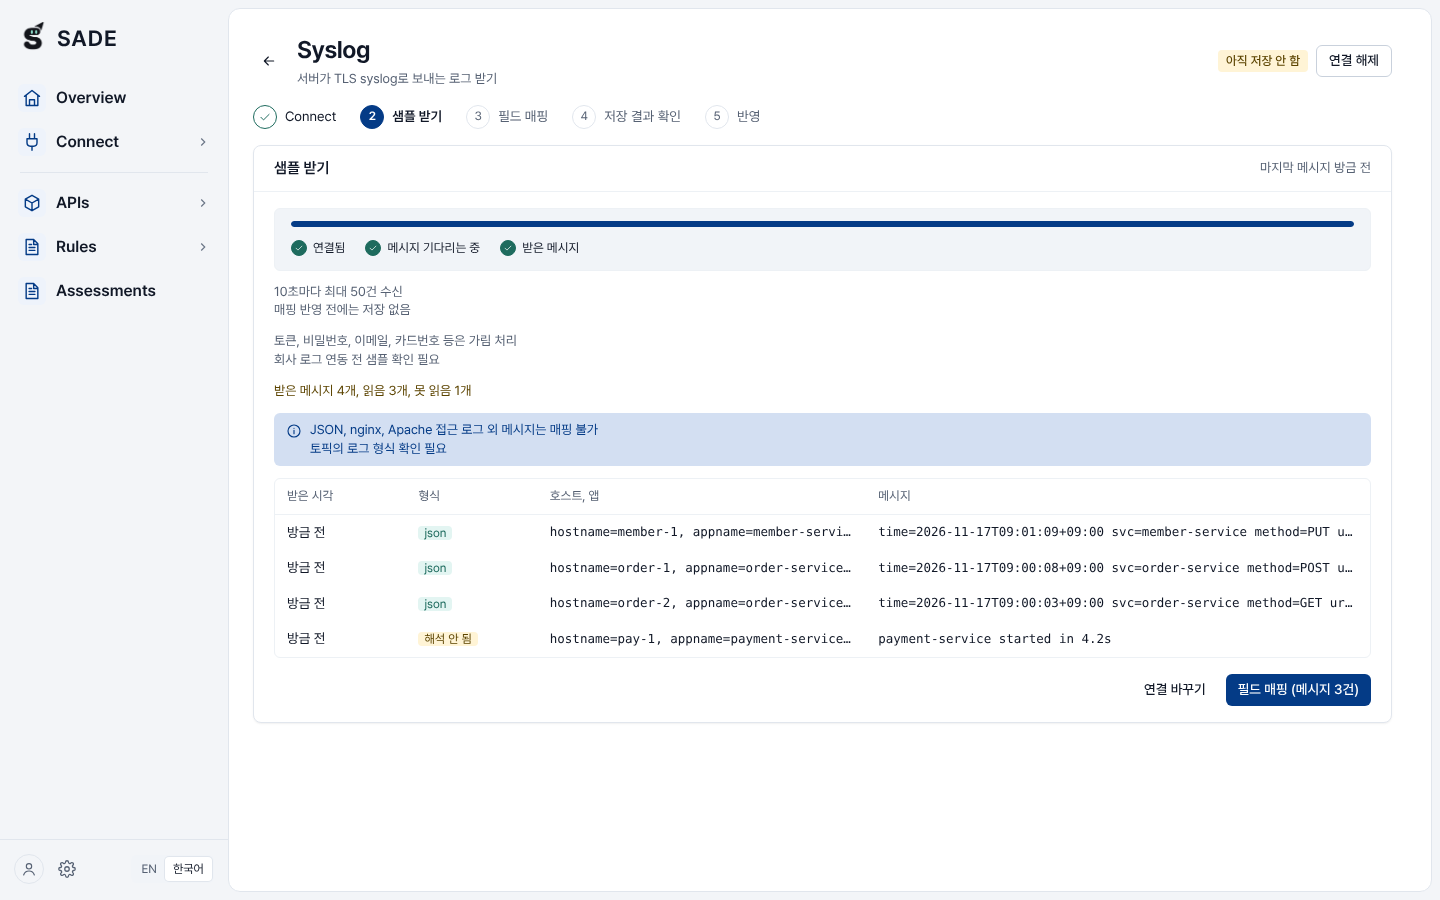 SADE
Overview
Connect
APIs
Rules
Assessments
EN 한국어
Syslog
서버가 TLS syslog로 보내는 로그 받기
아직 저장 안 함
연결 해제
Connect
2 샘플 받기
3 필드 매핑
4 저장 결과 확인
5 반영
샘플 받기
마지막 메시지 방금 전
연결됨
메시지 기다리는 중
받은 메시지
10초마다 최대 50건 수신
매핑 반영 전에는 저장 없음
토큰, 비밀번호, 이메일, 카드번호 등은 가림 처리
회사 로그 연동 전 샘플 확인 필요
받은 메시지 4개, 읽음 3개, 못 읽음 1개
JSON, nginx, Apache 접근 로그 외 메시지는 매핑 불가
토픽의 로그 형식 확인 필요
받은 시각 형식 호스트, 앱 메시지
방금 전 json hostname=member-1, appname=member-servi… time=2026-11-17T09:01:09+09:00 svc=member-service method=PUT u…
방금 전 json hostname=order-1, appname=order-service… time=2026-11-17T09:00:08+09:00 svc=order-service method=POST u…
방금 전 json hostname=order-2, appname=order-service… time=2026-11-17T09:00:03+09:00 svc=order-service method=GET ur…
방금 전 해석 안 됨 hostname=pay-1, appname=payment-service… payment-service started in 4.2s
연결 바꾸기
필드 매핑 (메시지 3건)